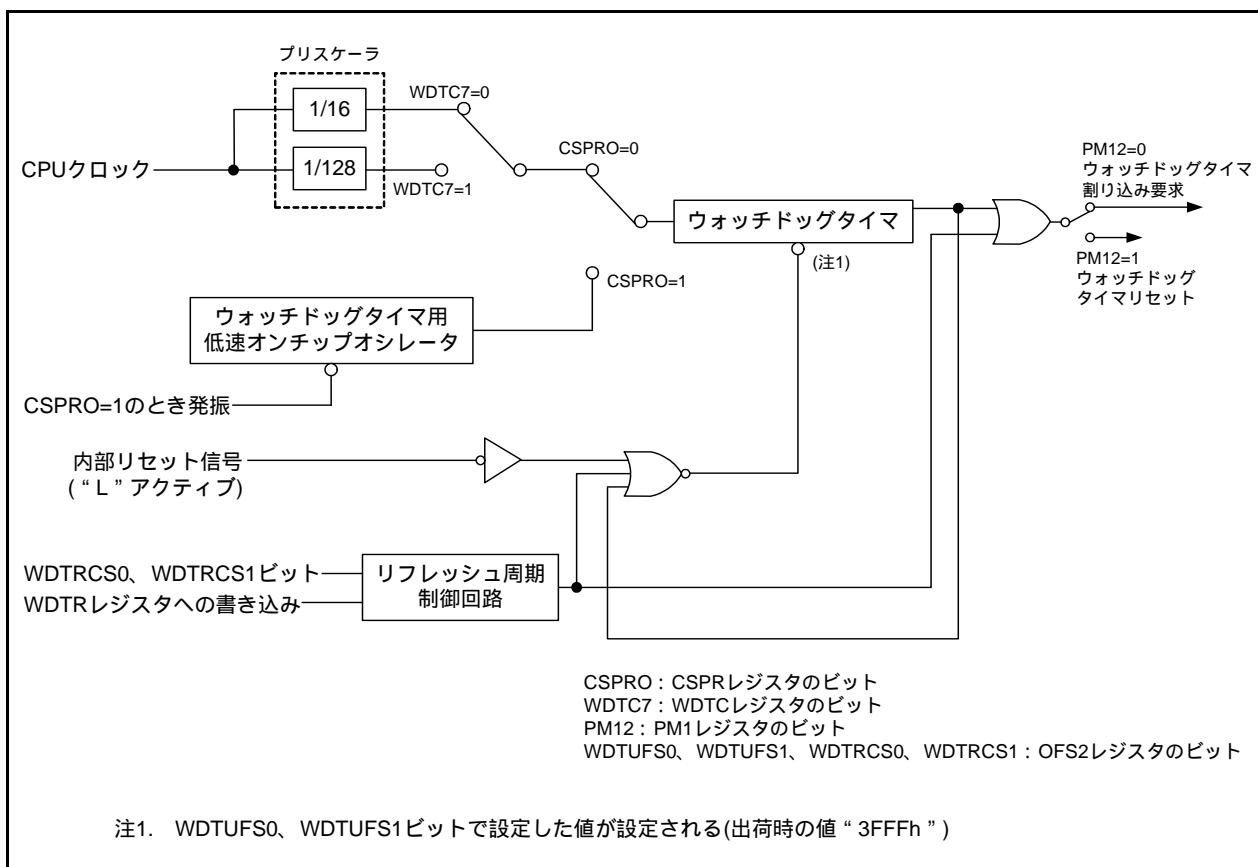 プリスケーラ
1/16
WDTC7=0
CPUクロック
1/128
WDTC7=1
CSPRO=0
ウォッチドッグタイマ
(注1)
PM12=0
ウォッチドッグタイマ
割り込み要求
PM12=1
ウォッチドッグ
タイマリセット
CSPRO=1
ウォッチドッグタイマ用
低速オンチップオシレータ
CSPRO=1のとき発振
内部リセット信号
( “ L ” アクティブ)
WDTRCS0、WDTRCS1ビット
WDTRレジスタへの書き込み
リフレッシュ周期
制御回路
CSPRO : CSPRレジスタのビット
WDTC7 : WDTCレジスタのビット
PM12 : PM1レジスタのビット
WDTUFS0、WDTUFS1、WDTRCS0、WDTRCS1 : OFS2レジスタのビット
注1. WDTUFS0、WDTUFS1ビットで設定した値が設定される(出荷時の値 “ 3FFFh ” )